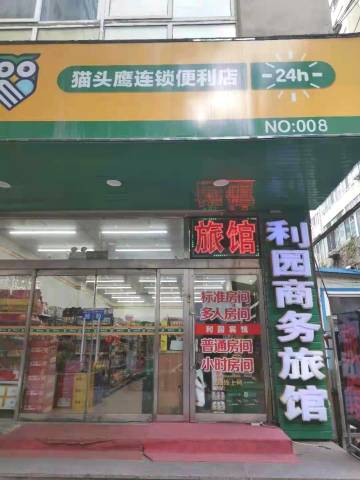 猫头鹰连锁便利店
24h
NO:008
旅馆
利园商务旅馆
标准房间
多人房间
利园宾馆
普通房间
小时房间